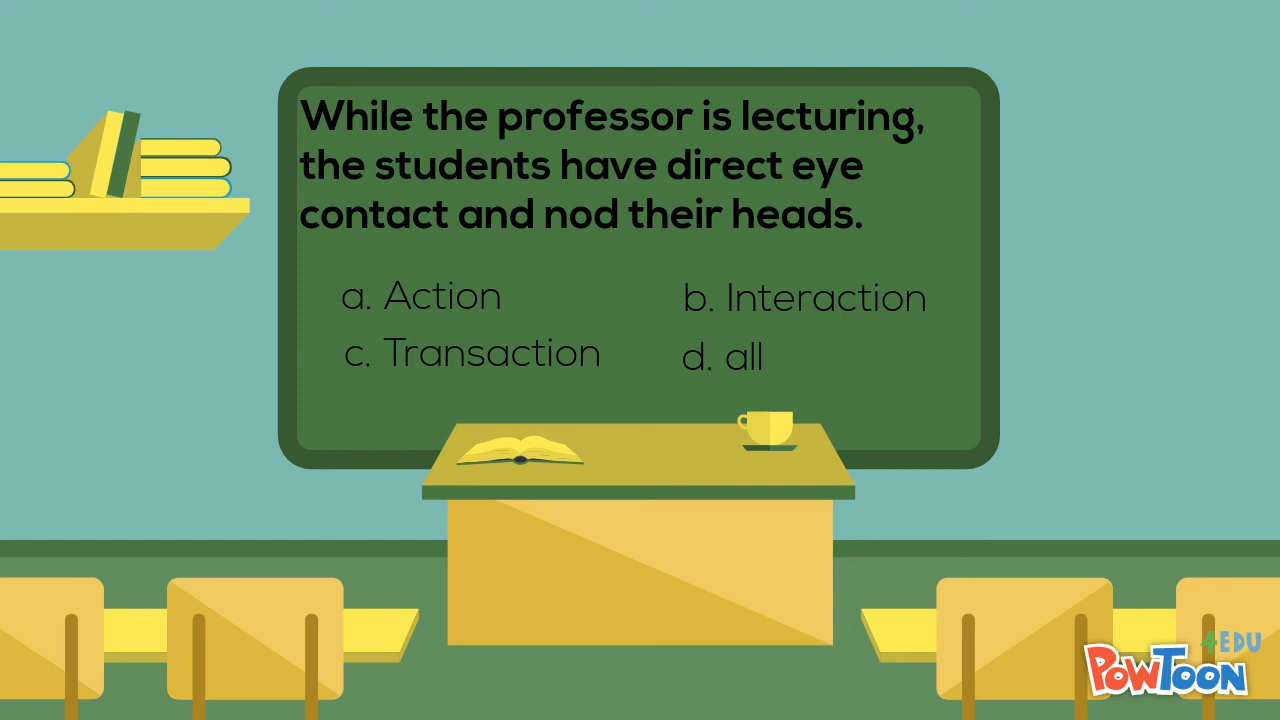 While the professor is lecturing,
the students have direct eye
contact and nod their heads.
a. Action
b. Interaction
c. Transaction
d. all
4EDU
POWTOON